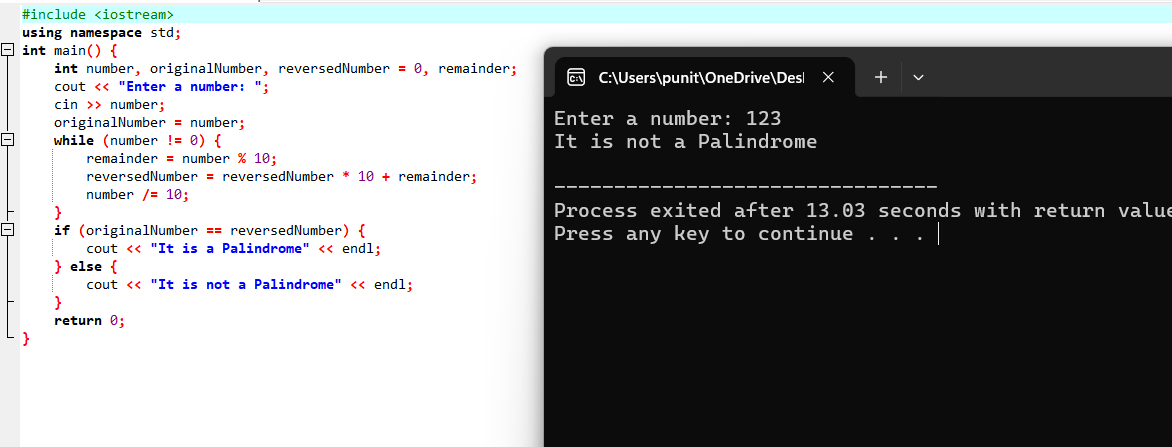 #include <iostream>
using namespace std;
int main() {
    int number, originalNumber, reversedNumber = 0, remainder;
    cout << "Enter a number: ";
    cin >> number;
    originalNumber = number;
    while (number != 0) {
        remainder = number % 10;
        reversedNumber = reversedNumber * 10 + remainder;
        number /= 10;
    }
    if (originalNumber == reversedNumber) {
        cout << "It is a Palindrome" << endl;
    } else {
        cout << "It is not a Palindrome" << endl;
    }
    return 0;
}
C:\Users\punit\OneDrive\Des
Enter a number: 123
It is not a Palindrome
--------------------------------
Process exited after 13.03 seconds with return value
Press any key to continue . . .